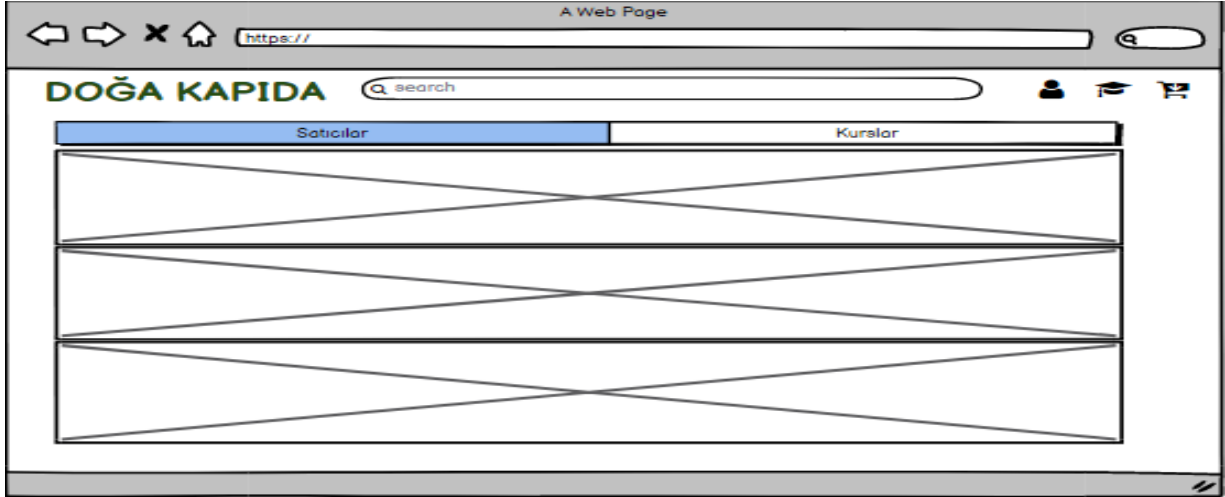 A Web Page
https://
DOĞA KAPIDA
search
Satıcılar
Kurslar